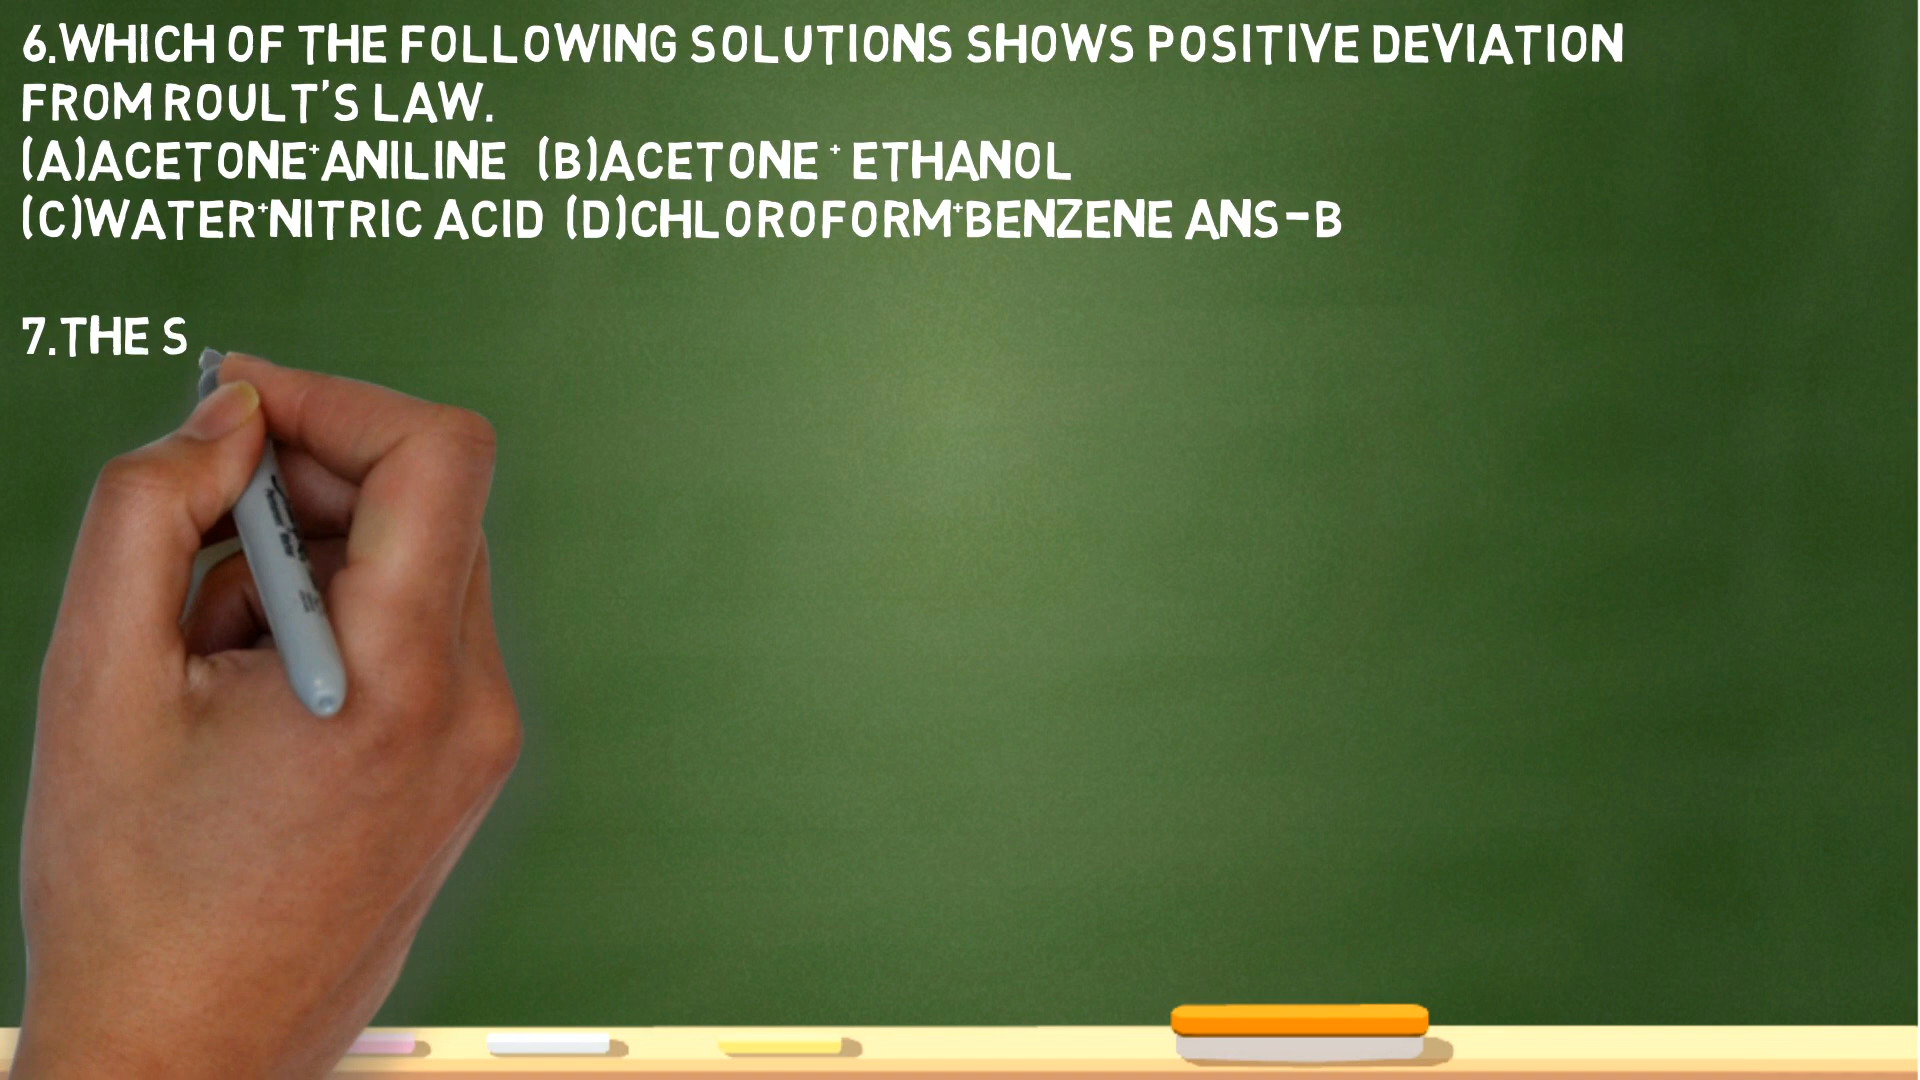 6.WHICH OF THE FOLLOWING SOLUTIONS SHOWS POSITIVE DEVIATION
FROM ROULT'S LAW.
(A)ACETONE+ANILINE (B)ACETONE + ETHANOL
(C)WATER+NITRIC ACID (D)CHLOROFORM+BENZENE ANS-B
7.THE S